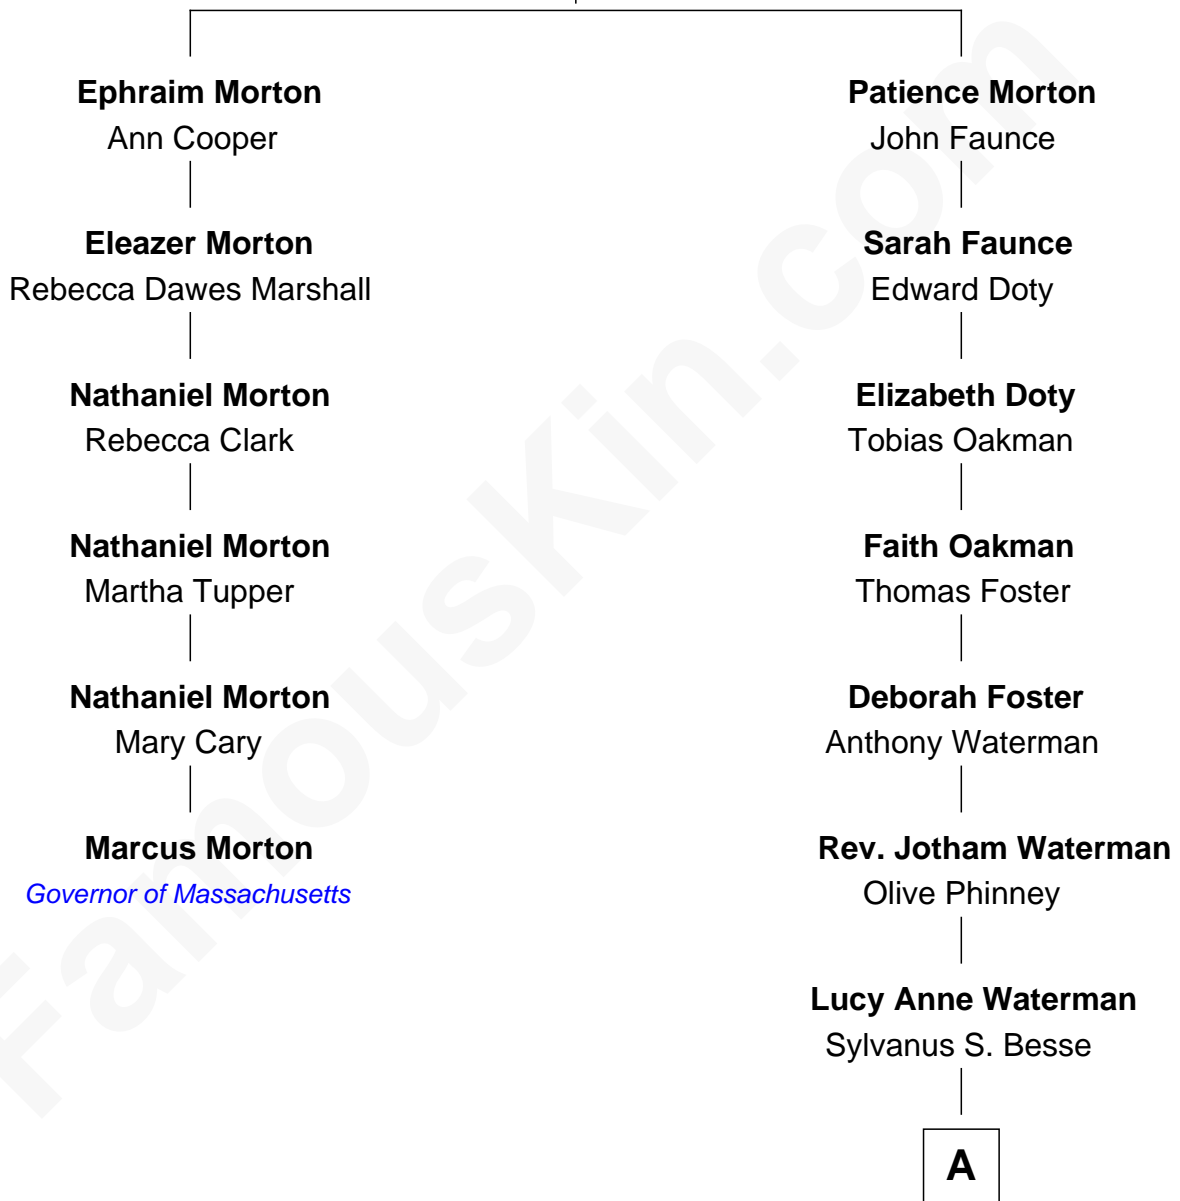 Ephraim Morton
Ann Cooper
Eleazer Morton
Rebecca Dawes Marshall
Nathaniel Morton
Rebecca Clark
Nathaniel Morton
Martha Tupper
Nathaniel Morton
Mary Cary
Marcus Morton
Governor of Massachusetts
Patience Morton
John Faunce
Sarah Faunce
Edward Doty
Elizabeth Doty
Tobias Oakman
Faith Oakman
Thomas Foster
Deborah Foster
Anthony Waterman
Rev. Jotham Waterman
Olive Phinney
Lucy Anne Waterman
Sylvanus S. Besse
A
FamousKin.com